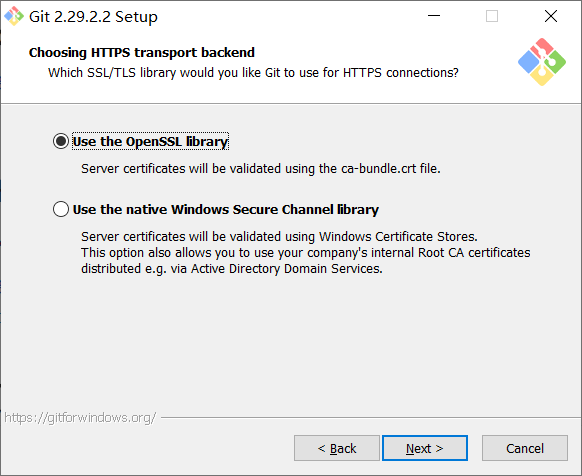 Git 2.29.2.2 Setup
Choosing HTTPS transport backend
Which SSL/TLS library would you like Git to use for HTTPS connections?
Use the OpenSSL library
Server certificates will be validated using the ca-bundle.crt file.
Use the native Windows Secure Channel library
Server certificates will be validated using Windows Certificate Stores.
This option also allows you to use your company's internal Root CA certificates
distributed e.g. via Active Directory Domain Services.
https://gitforwindows.org/
< Back
Next >
Cancel